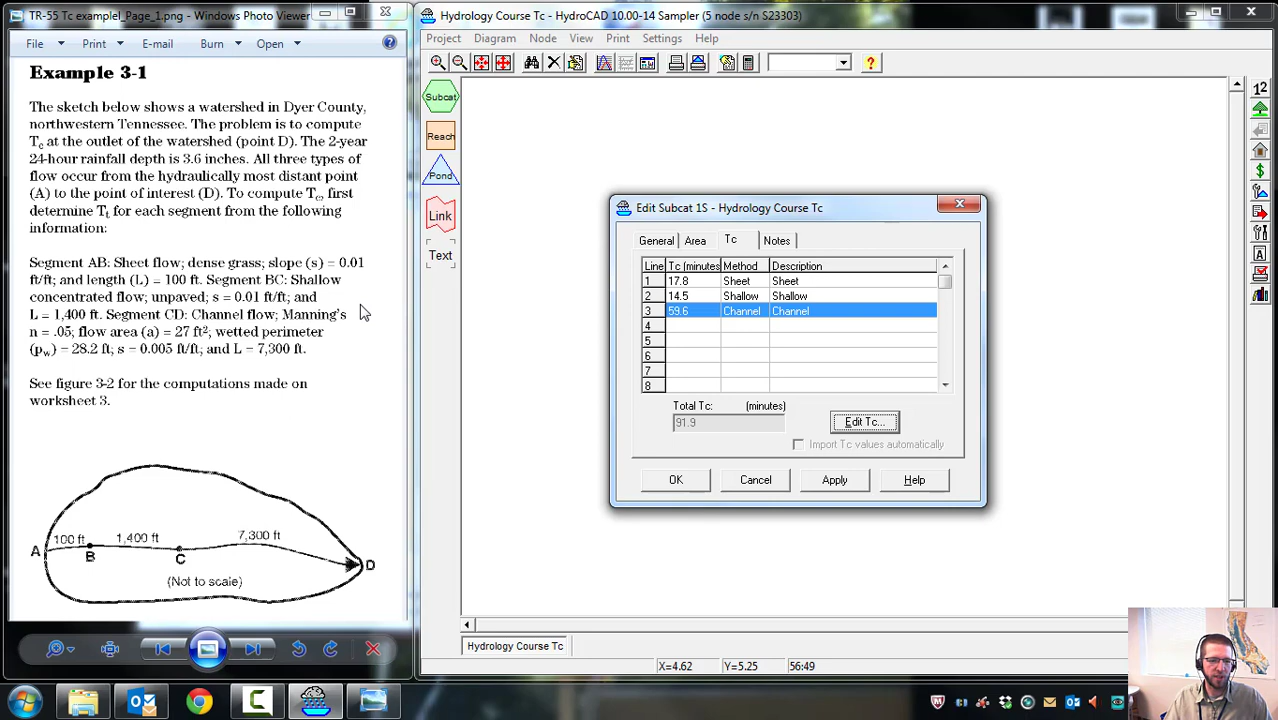 TR-55 Tc examplel_Page_1.png - Windows Photo Viewer
File Print E-mail Burn Open
Example 3-1
The sketch below shows a watershed in Dyer County,
northwestern Tennessee. The problem is to compute
Tc at the outlet of the watershed (point D). The 2-year
24-hour rainfall depth is 3.6 inches. All three types of
flow occur from the hydraulically most distant point
(A) to the point of interest (D). To compute Tc, first
determine Tt for each segment from the following
information:
Segment AB: Sheet flow; dense grass; slope (s) = 0.01
ft/ft; and length (L) = 100 ft. Segment BC: Shallow
concentrated flow; unpaved; s = 0.01 ft/ft; and
L = 1,400 ft. Segment CD: Channel flow; Manning's
n = .05; flow area (a) = 27 ft²; wetted perimeter
(pw) = 28.2 ft; s = 0.005 ft/ft; and L = 7,300 ft.
See figure 3-2 for the computations made on
worksheet 3.
100 ft 1,400 ft 7,300 ft
A B C D
(Not to scale)
Hydrology Course Tc - HydroCAD 10.00-14 Sampler (5 node s/n S23303)
Project Diagram Node View Print Settings Help
Subcat
Reach
Pond
Link
Text
Edit Subcat 1S - Hydrology Course Tc
General Area Tc Notes
Line Tc (minutes Method Description
1 17.8 Sheet Sheet
2 14.5 Shallow Shallow
3 59.6 Channel Channel
4
5
6
7
8
Total Tc: (minutes)
91.9
Edit Tc...
Import Tc values automatically
OK Cancel Apply Help
12
A
Hydrology Course Tc
X=4.62 Y=5.25 56:49